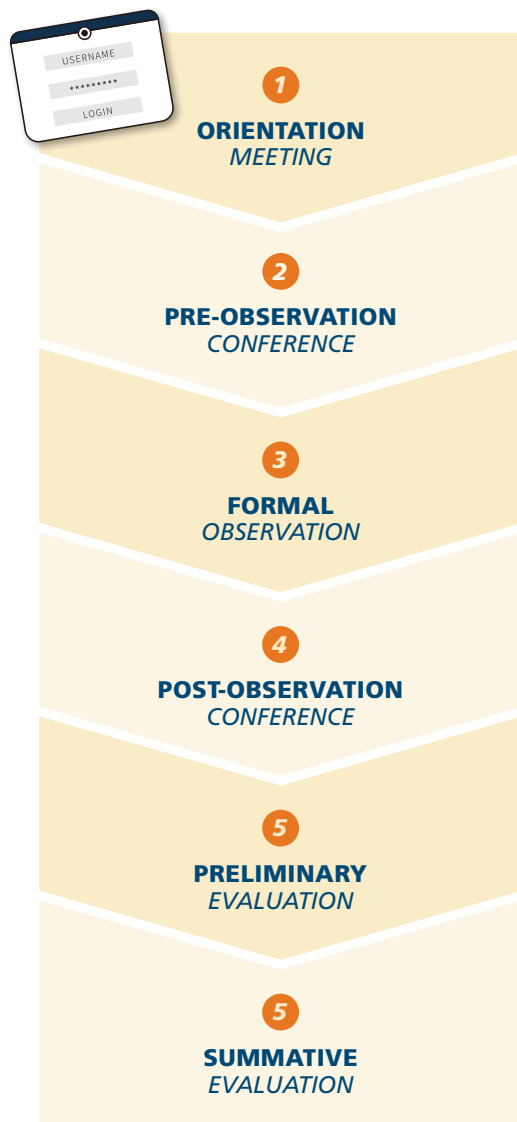 USERNAME
*********
LOGIN
1
ORIENTATION
MEETING
2
PRE-OBSERVATION
CONFERENCE
3
FORMAL
OBSERVATION
4
POST-OBSERVATION
CONFERENCE
5
PRELIMINARY
EVALUATION
5
SUMMATIVE
EVALUATION